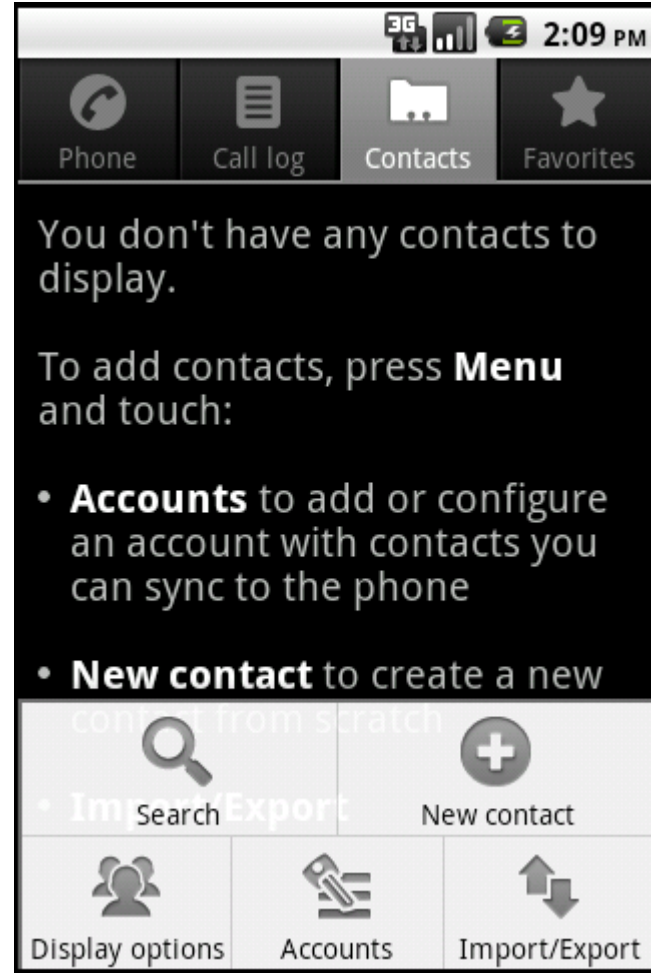 3G 2:09 PM
Phone Call log Contacts Favorites
You don't have any contacts to
display.
To add contacts, press Menu
and touch:
• Accounts to add or configure
an account with contacts you
can sync to the phone
• New contact to create a new
contact from scratch
• Import/Export
Search New contact
Display options Accounts Import/Export